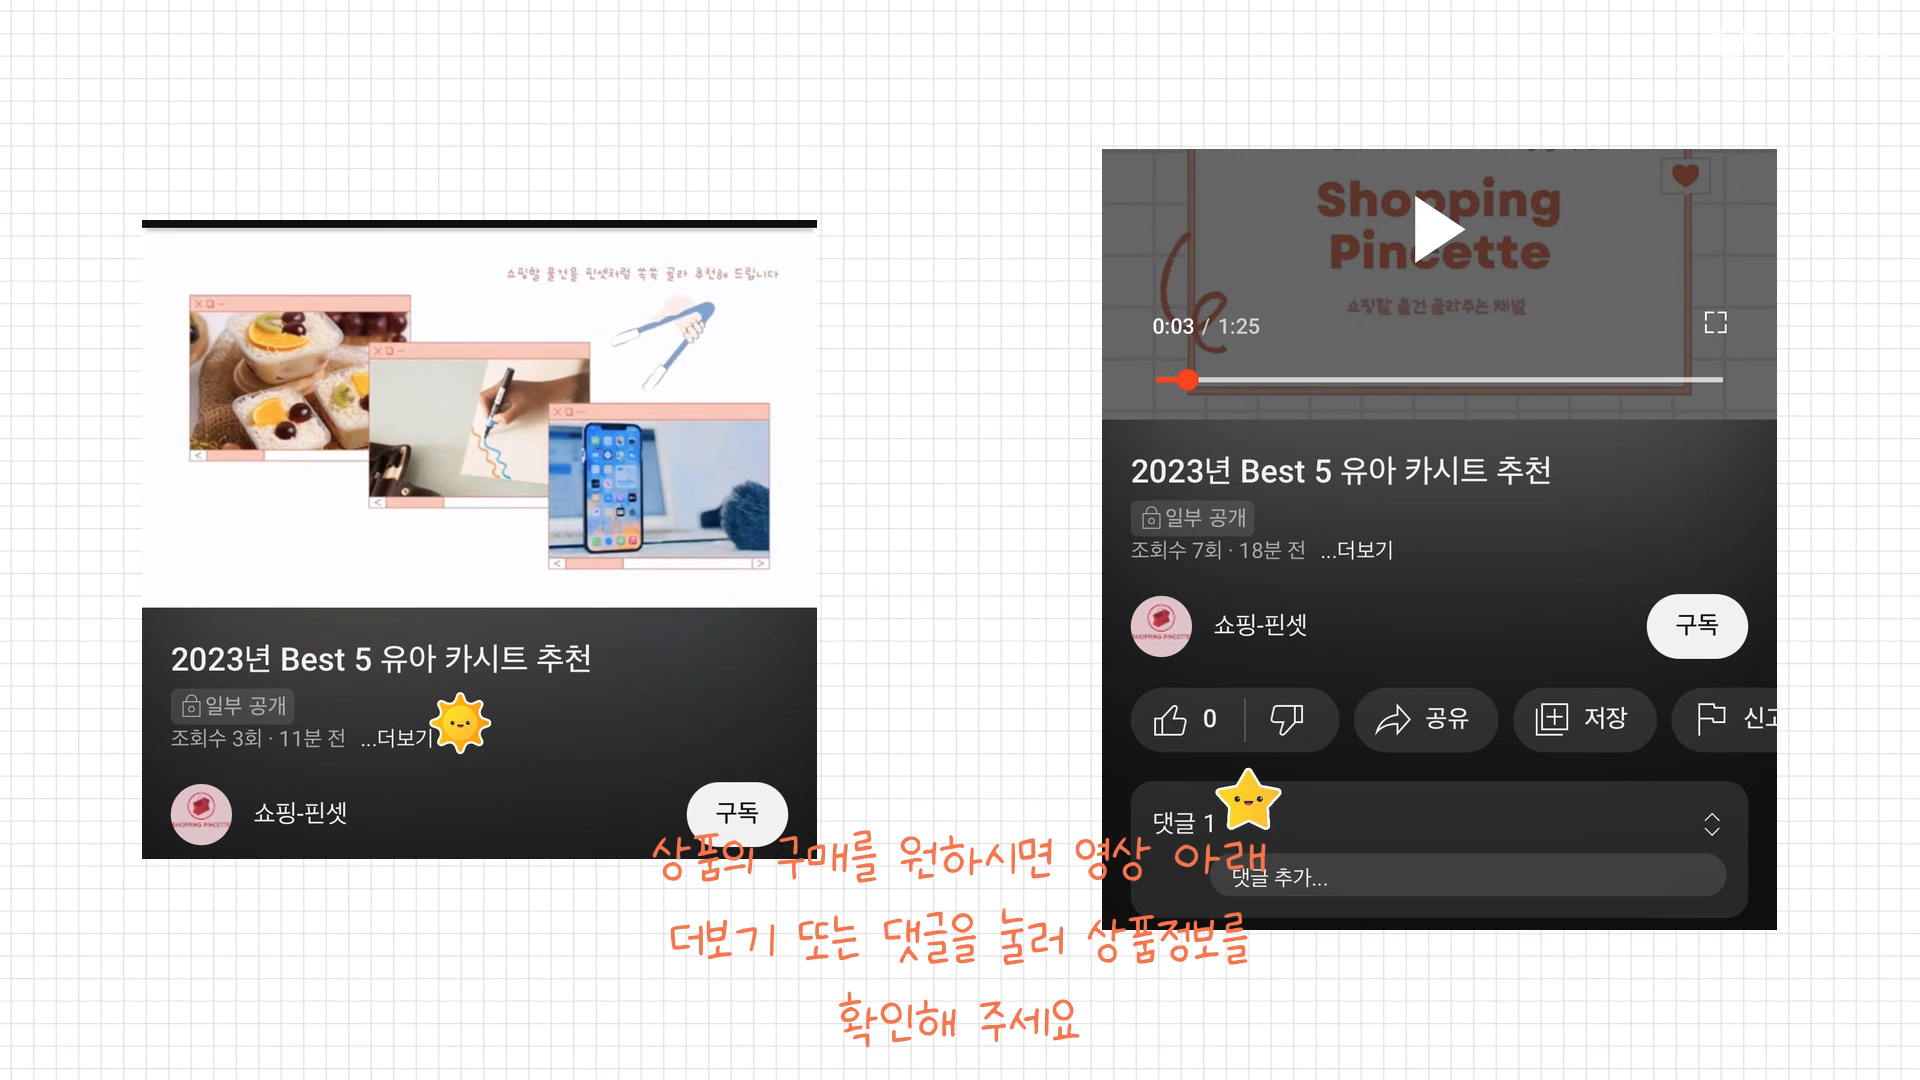 쇼핑할 물건을 핀셋처럼 쏙쏙 골라 추천해 드립니다
2023년 Best 5 유아 카시트 추천
일부 공개
조회수 3회 · 11분 전 ...더보기
SHOPPING PINCETTE
쇼핑-핀셋
구독
Shopping
Pincette
쇼핑할 물건 골라주는 채널
0:03 / 1:25
2023년 Best 5 유아 카시트 추천
일부 공개
조회수 7회 · 18분 전 ...더보기
SHOPPING PINCETTE
쇼핑-핀셋
구독
0
공유
저장
신고
댓글 1
댓글 추가...
상품의 구매를 원하시면 영상 아래
더보기 또는 댓글을 눌러 상품정보를
확인해 주세요